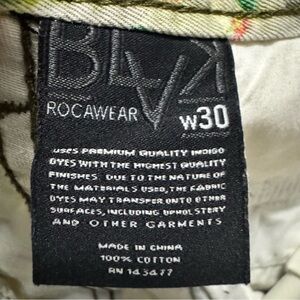 BLAK
ROCAWEAR W30
USES PREMIUM QUALITY INDIGO
DYES WITH THE HIGHEST QUALITY
FINISHES. DUE TO THE NATURE OF
THE MATERIALS USED, THE FABRIC
DYES MAY TRANSFER ONTO OTHER
SURFACES, INCLUDING UPHOLSTERY
AND OTHER GARMENTS
MADE IN CHINA
100% COTTON
RN 143477